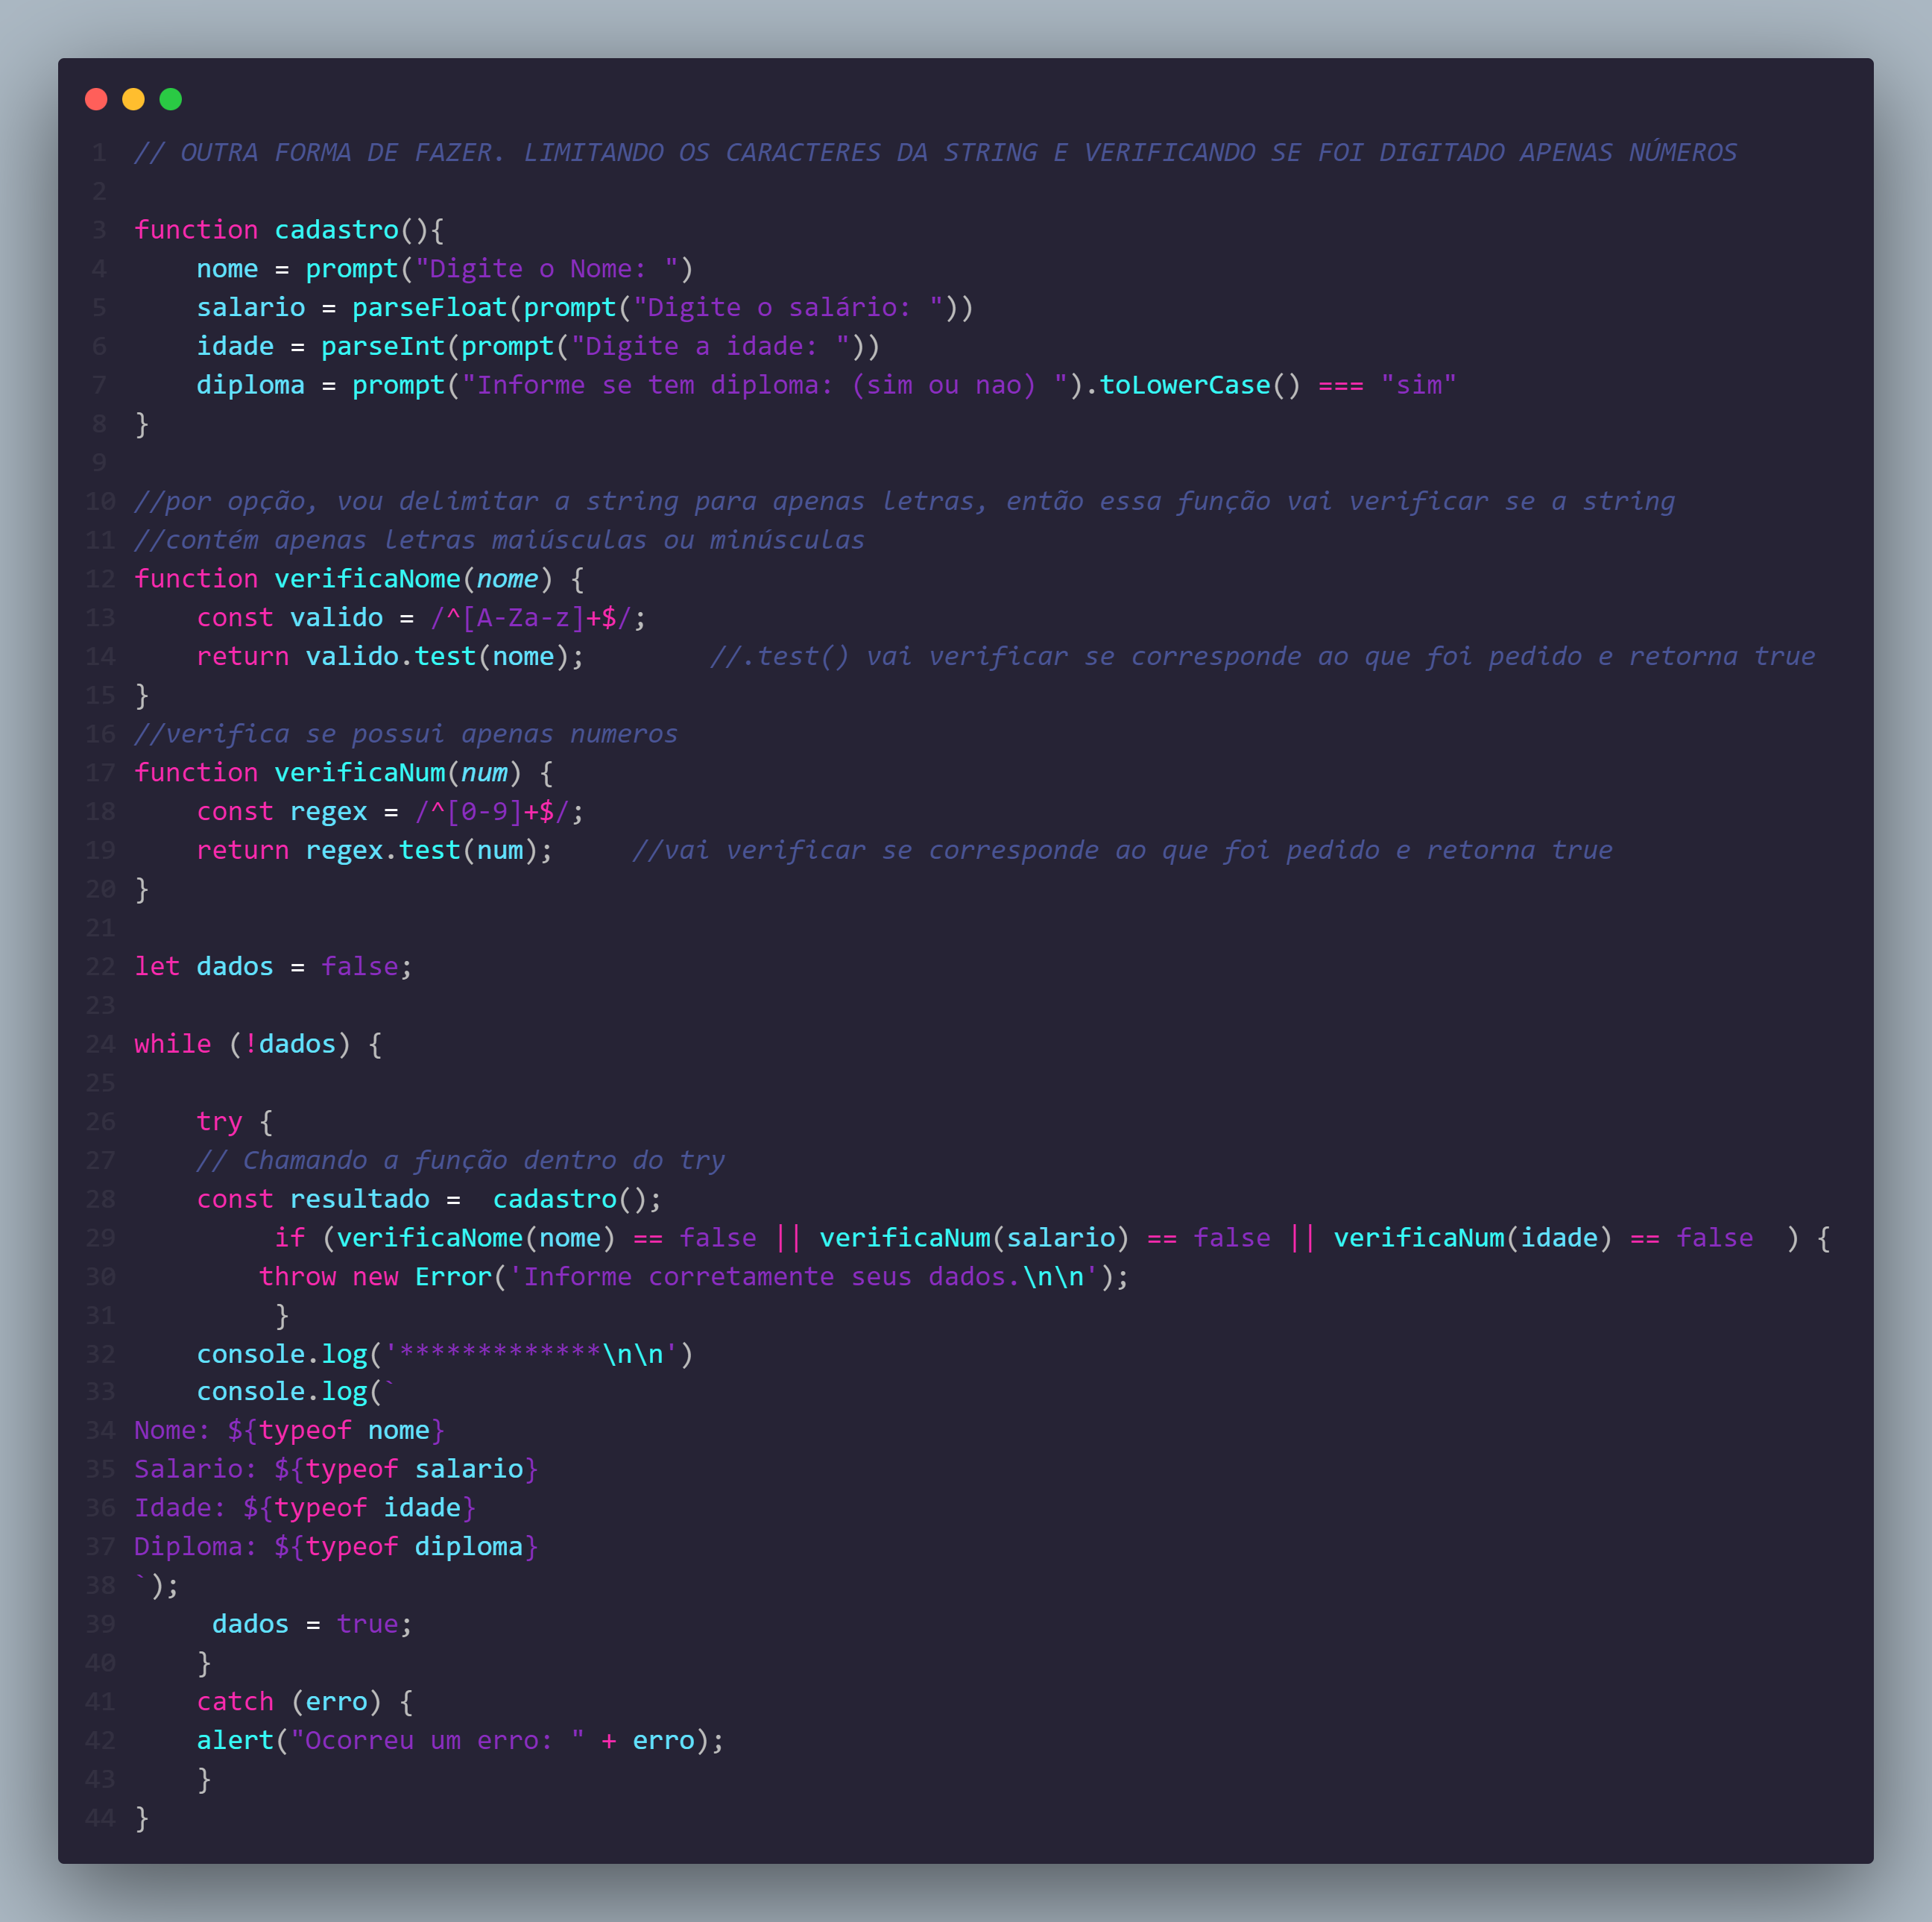 1 // OUTRA FORMA DE FAZER. LIMITANDO OS CARACTERES DA STRING E VERIFICANDO SE FOI DIGITADO APENAS NÚMEROS
2
3 function cadastro(){
4     nome = prompt("Digite o Nome: ")
5     salario = parseFloat(prompt("Digite o salário: "))
6     idade = parseInt(prompt("Digite a idade: "))
7     diploma = prompt("Informe se tem diploma: (sim ou nao) ").toLowerCase() === "sim"
8 }
9
10 //por opção, vou delimitar a string para apenas letras, então essa função vai verificar se a string
11 //contém apenas letras maiúsculas ou minúsculas
12 function verificaNome(nome) {
13     const valido = /^[A-Za-z]+$/;
14     return valido.test(nome);        //.test() vai verificar se corresponde ao que foi pedido e retorna true
15 }
16 //verifica se possui apenas numeros
17 function verificaNum(num) {
18     const regex = /^[0-9]+$/;
19     return regex.test(num);     //vai verificar se corresponde ao que foi pedido e retorna true
20 }
21
22 let dados = false;
23
24 while (!dados) {
25
26     try {
27     // Chamando a função dentro do try
28     const resultado =  cadastro();
29          if (verificaNome(nome) == false || verificaNum(salario) == false || verificaNum(idade) == false  ) {
30         throw new Error('Informe corretamente seus dados.\n\n');
31          }
32     console.log('*************\n\n')
33     console.log(`
34 Nome: ${typeof nome}
35 Salario: ${typeof salario}
36 Idade: ${typeof idade}
37 Diploma: ${typeof diploma}
38 `);
39      dados = true;
40     }
41     catch (erro) {
42     alert("Ocorreu um erro: " + erro);
43     }
44 }